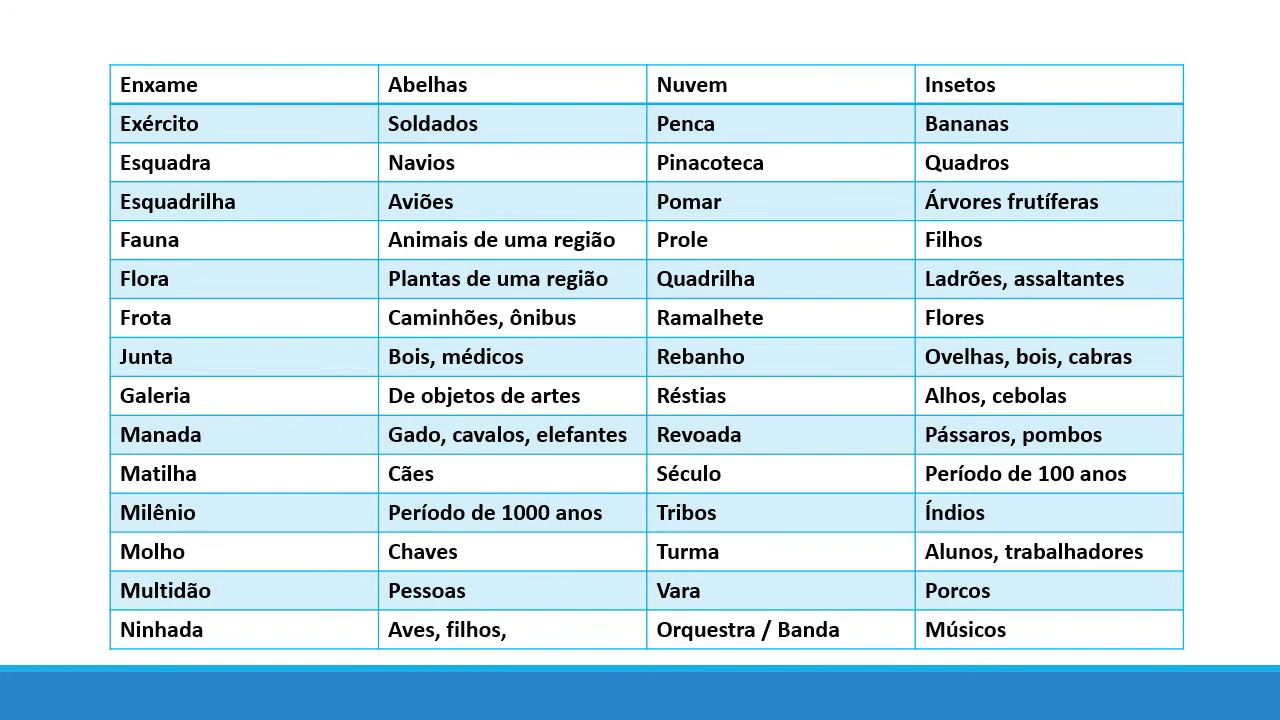 Enxame Abelhas Nuvem Insetos
Exército Soldados Penca Bananas
Esquadra Navios Pinacoteca Quadros
Esquadrilha Aviões Pomar Árvores frutíferas
Fauna Animais de uma região Prole Filhos
Flora Plantas de uma região Quadrilha Ladrões, assaltantes
Frota Caminhões, ônibus Ramalhete Flores
Junta Bois, médicos Rebanho Ovelhas, bois, cabras
Galeria De objetos de artes Réstias Alhos, cebolas
Manada Gado, cavalos, elefantes Revoada Pássaros, pombos
Matilha Cães Século Período de 100 anos
Milênio Período de 1000 anos Tribos Índios
Molho Chaves Turma Alunos, trabalhadores
Multidão Pessoas Vara Porcos
Ninhada Aves, filhos, Orquestra / Banda Músicos